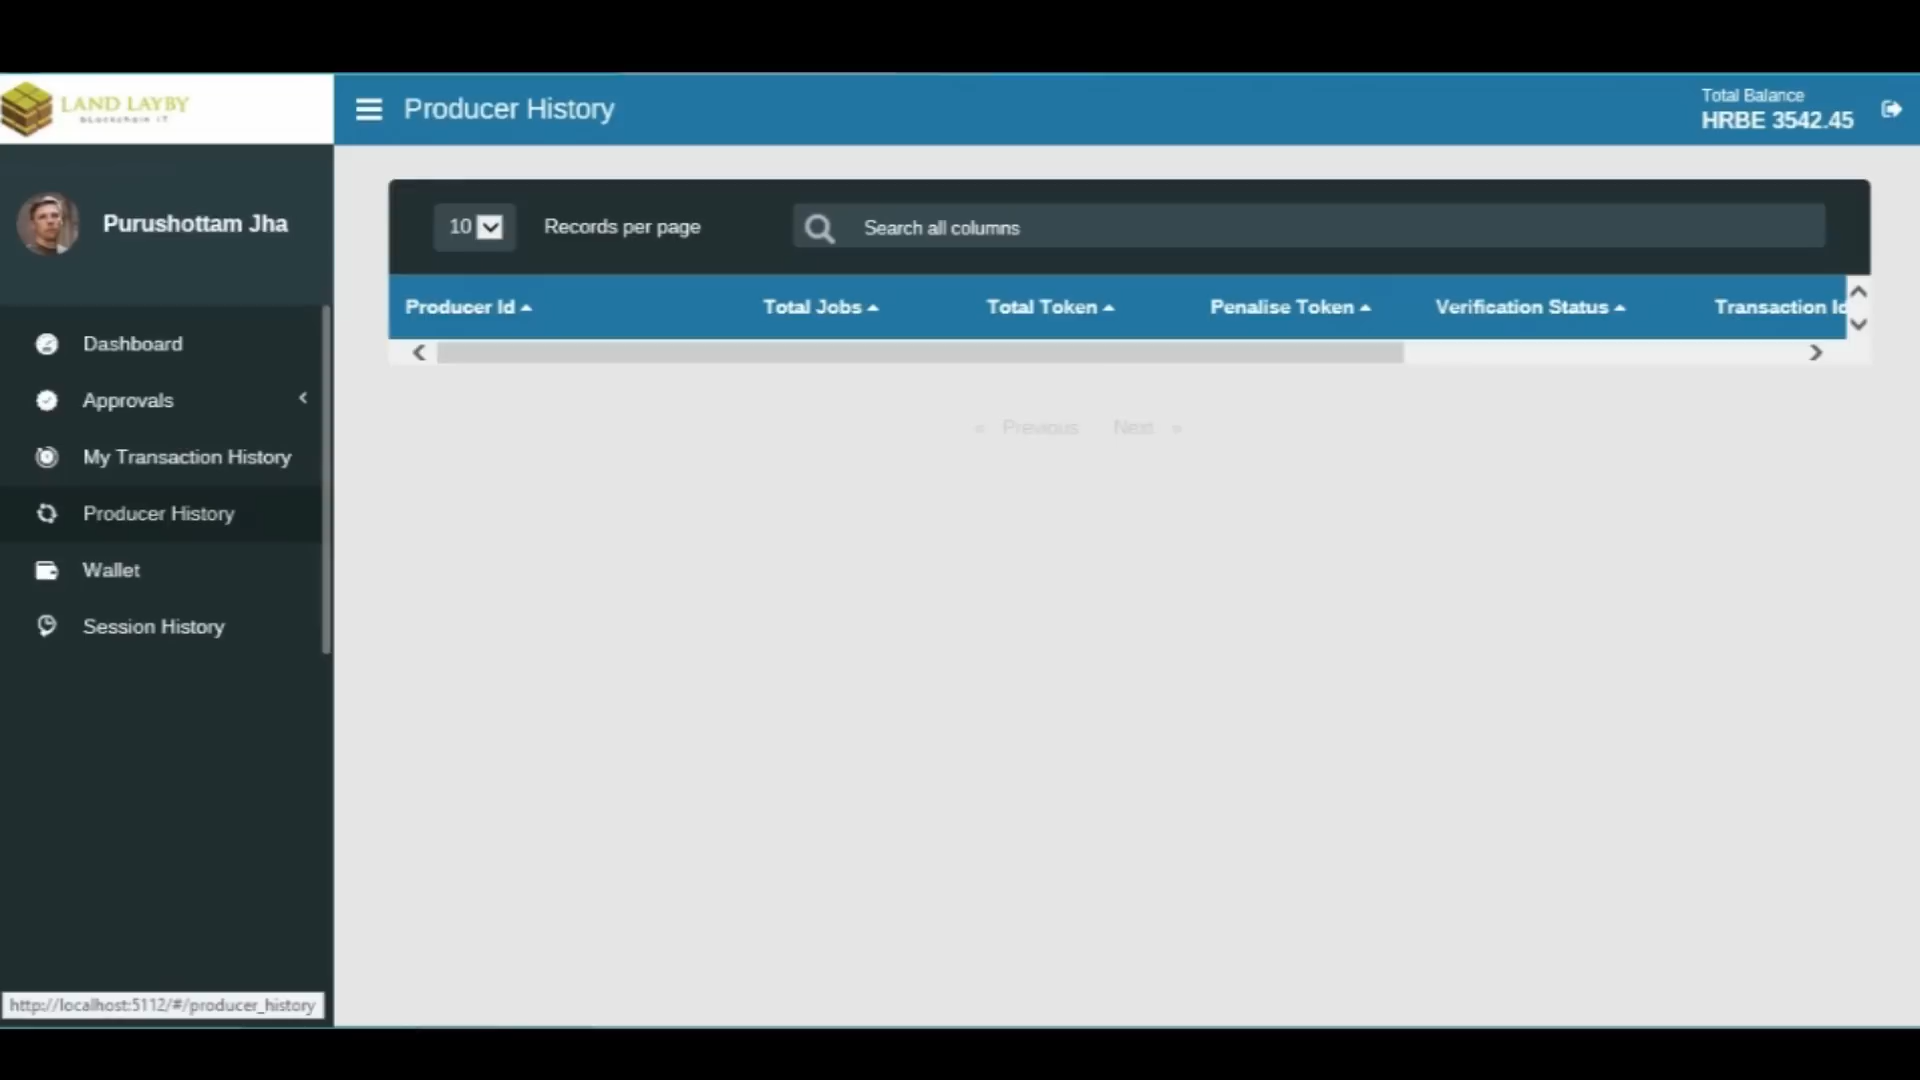 LAND LAYBY
bLockchain iT
Producer History
Total Balance
HRBE 3542.45
Purushottam Jha
10
Records per page
Search all columns
Producer Id
Total Jobs
Total Token
Penalise Token
Verification Status
Transaction Id
Dashboard
Approvals
My Transaction History
Producer History
Wallet
Session History
« Previous
Next »
http://localhost:5112/#/producer_history